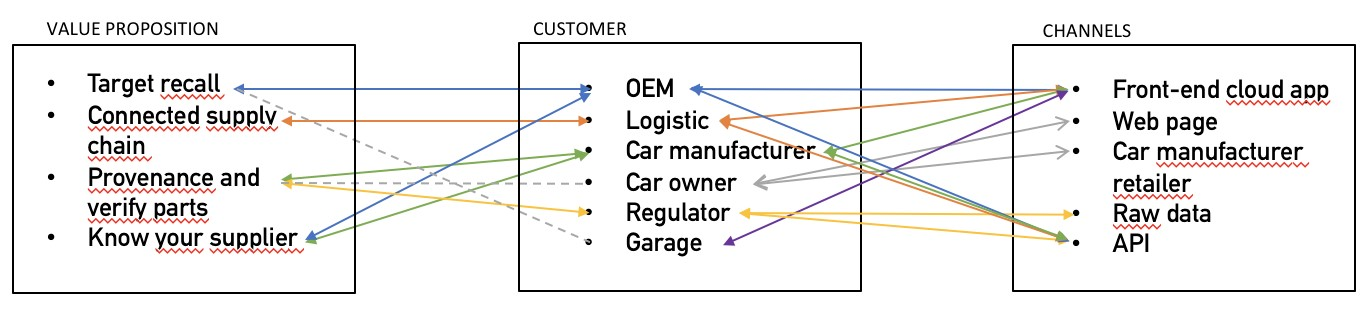 VALUE PROPOSITION
• Target recall
• Connected supply
chain
• Provenance and
verify parts
• Know your supplier
CUSTOMER
• OEM
• Logistic
• Car manufacturer
• Car owner
• Regulator
• Garage
CHANNELS
• Front-end cloud app
• Web page
• Car manufacturer
retailer
• Raw data
• API